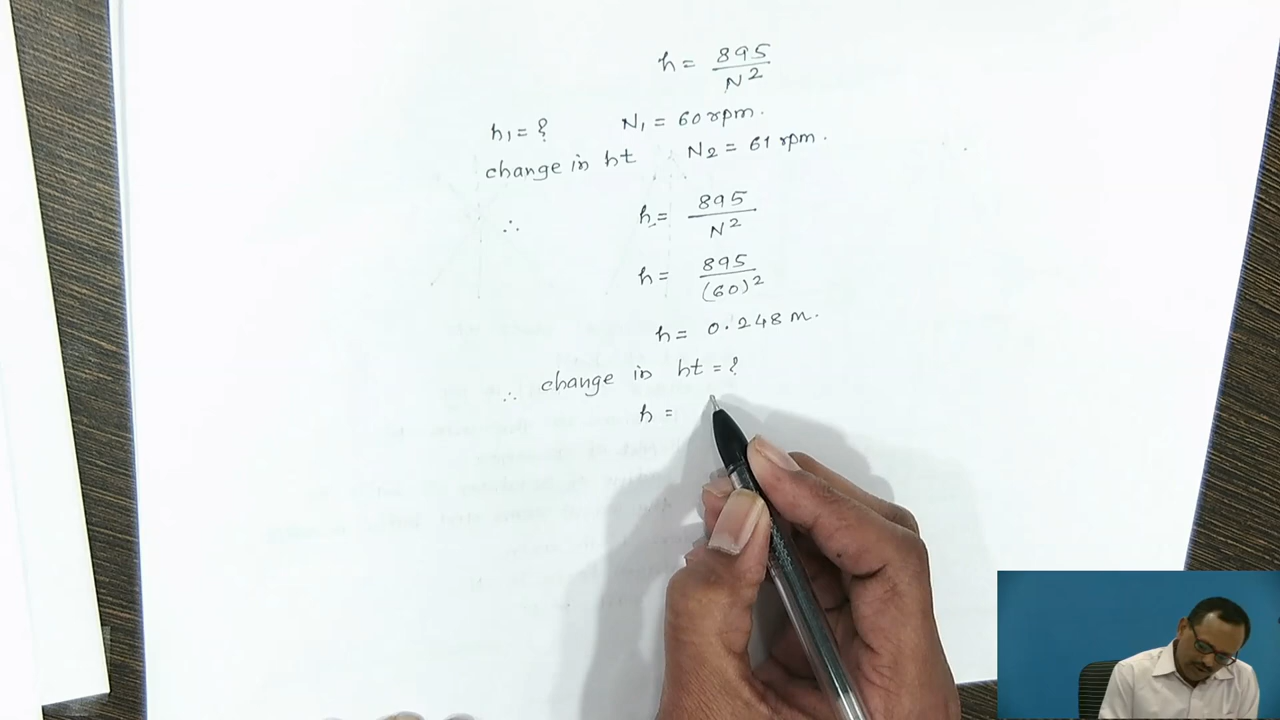 h = 895 / N²
h₁ = ? N₁ = 60 rpm.
change in ht N₂ = 61 rpm.
∴ h = 895 / N²
h = 895 / (60)²
h = 0.248 m.
∴ change in ht = ?
h =